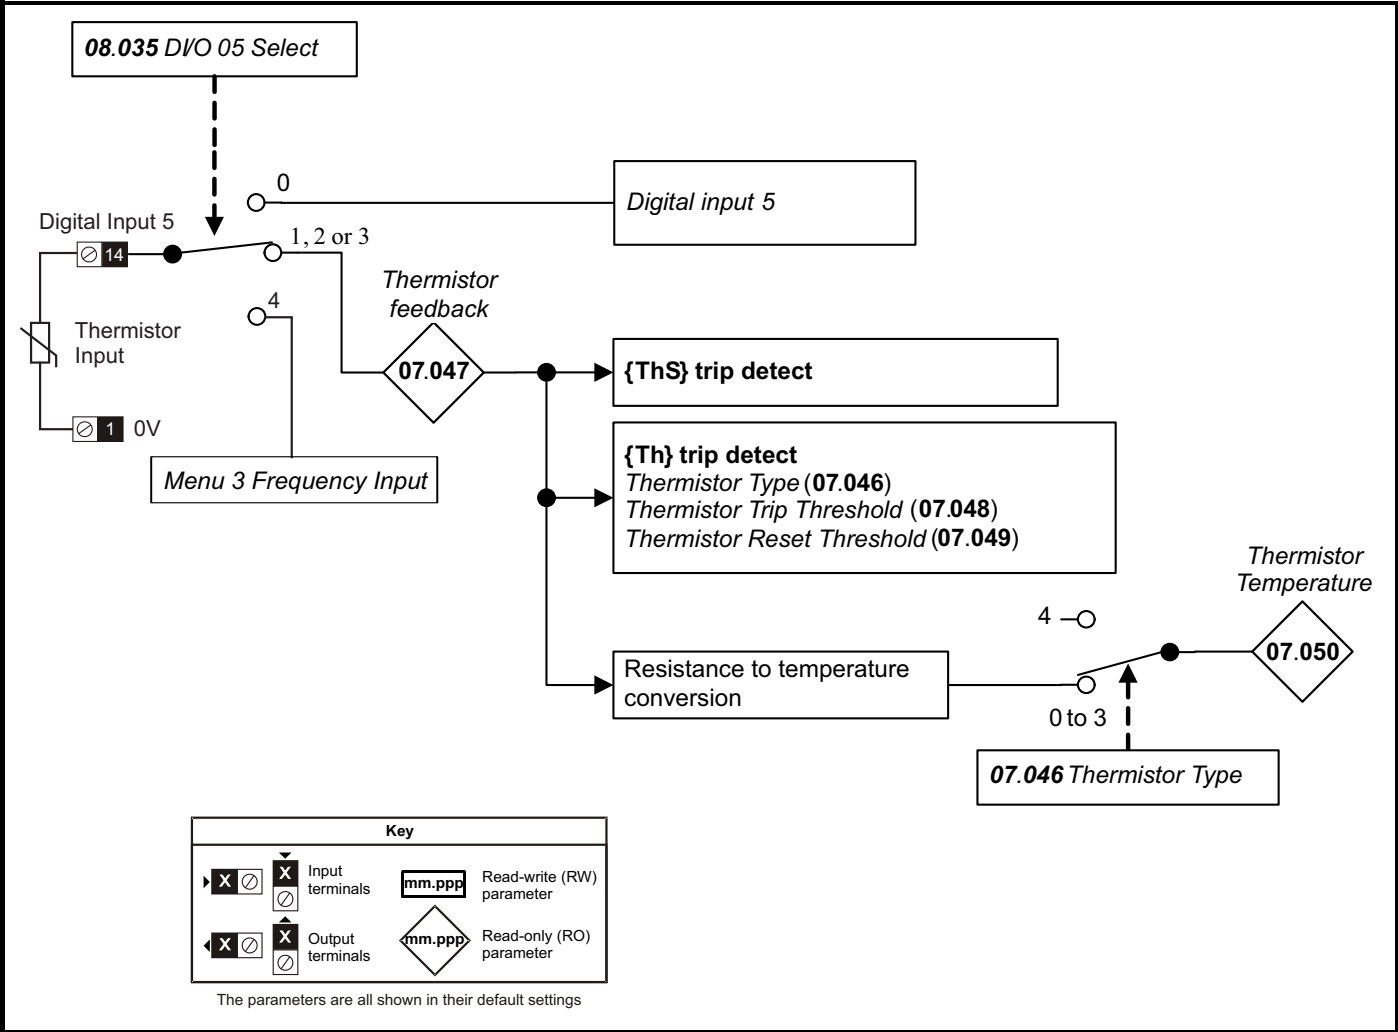 08.035 DI/O 05 Select
0
Digital input 5
Digital Input 5
14
1, 2 or 3
4
Thermistor
feedback
Thermistor
Input
07.047
{ThS} trip detect
1 0V
Menu 3 Frequency Input
{Th} trip detect
Thermistor Type (07.046)
Thermistor Trip Threshold (07.048)
Thermistor Reset Threshold (07.049)
Thermistor
Temperature
4
07.050
Resistance to temperature
conversion
0 to 3
07.046 Thermistor Type
Key
X
X
Input
terminals
mm.ppp
Read-write (RW)
parameter
X
X
Output
terminals
mm.ppp
Read-only (RO)
parameter
The parameters are all shown in their default settings